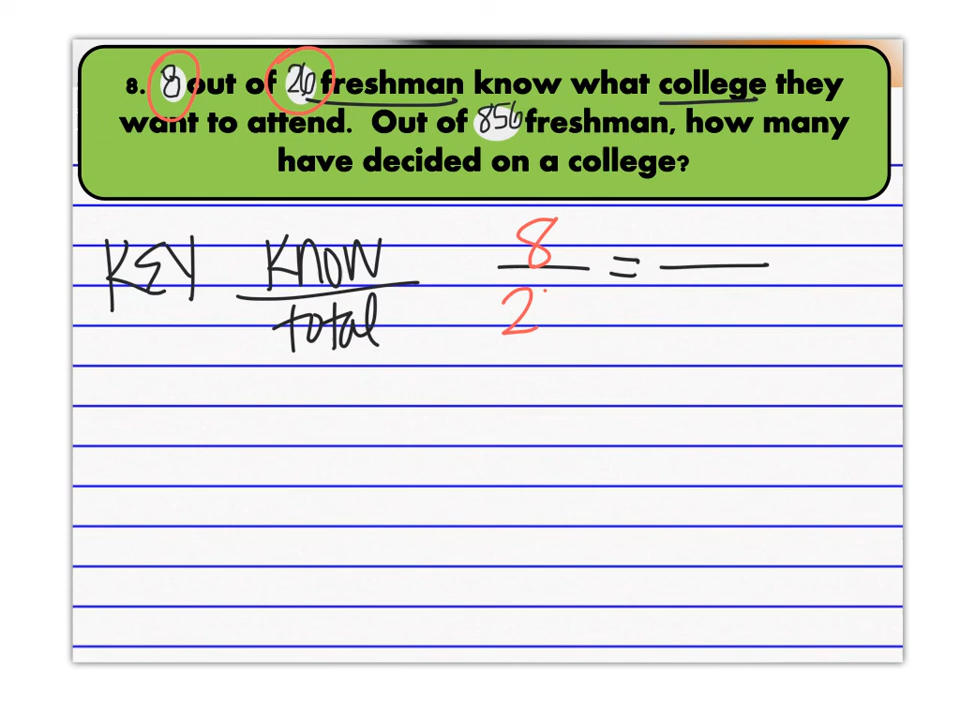 8. 8 out of 26 freshman know what college they
want to attend. Out of 856 freshman, how many
have decided on a college?
KEY know 8 = 
total 2